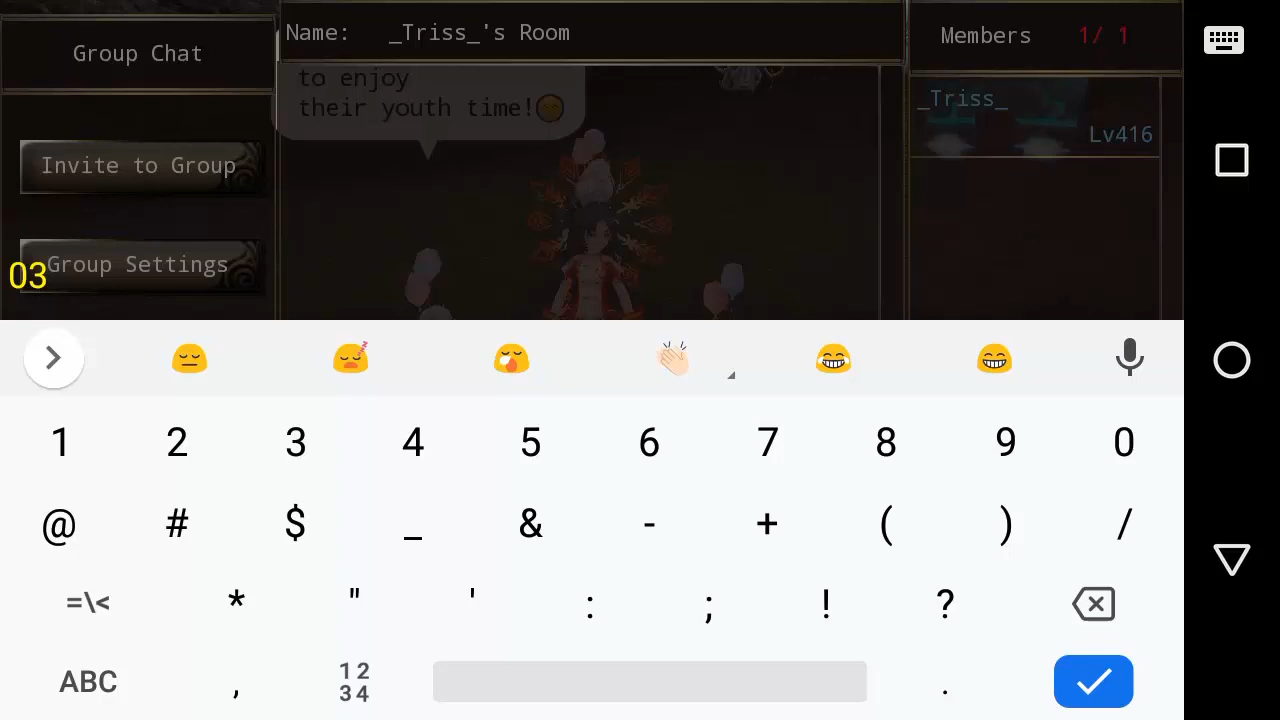 Group Chat
Name: _Triss_'s Room
Members 1/ 1
to enjoy
their youth time!
_Triss_
Lv416
Invite to Group
Group Settings
03
1 2 3 4 5 6 7 8 9 0
@ # $ _ & - + ( ) /
=\< * " ' : ; ! ?
ABC , 12 .
34